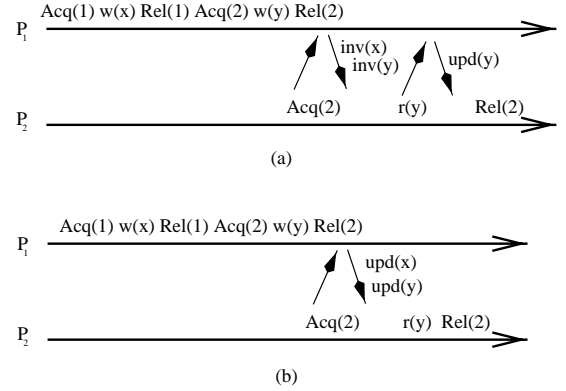 Acq(1) w(x) Rel(1) Acq(2) w(y) Rel(2)
P1
inv(x)
inv(y)
upd(y)
Acq(2) r(y) Rel(2)
P2
(a)
Acq(1) w(x) Rel(1) Acq(2) w(y) Rel(2)
P1
upd(x)
upd(y)
Acq(2) r(y) Rel(2)
P2
(b)